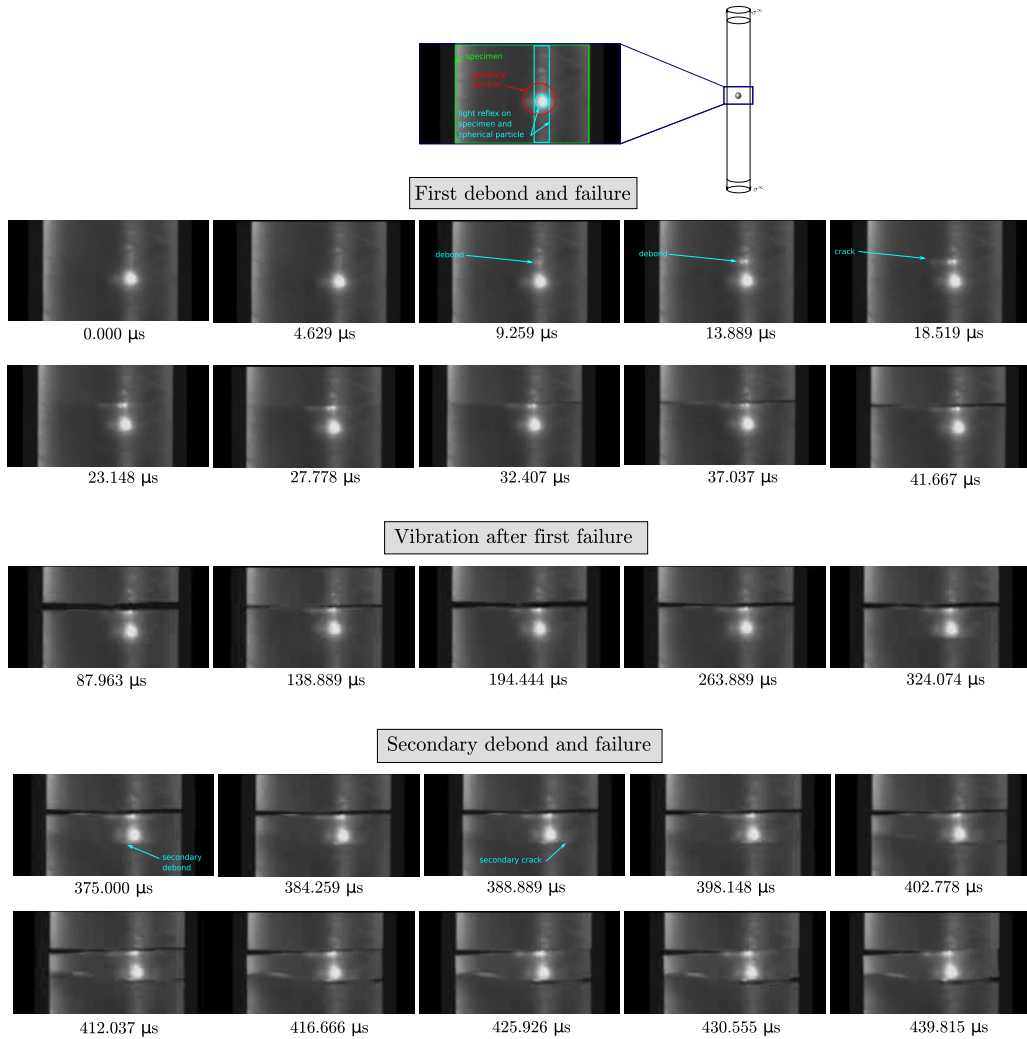 σ∞
specimen
light reflex on
specimen and
spherical particle
σ∞
First debond and failure
debond
debond
crack
0.000 µs
4.629 µs
9.259 µs
13.889 µs
18.519 µs
23.148 µs
27.778 µs
32.407 µs
37.037 µs
41.667 µs
Vibration after first failure
87.963 µs
138.889 µs
194.444 µs
263.889 µs
324.074 µs
Secondary debond and failure
secondary
debond
secondary crack
375.000 µs
384.259 µs
388.889 µs
398.148 µs
402.778 µs
412.037 µs
416.666 µs
425.926 µs
430.555 µs
439.815 µs